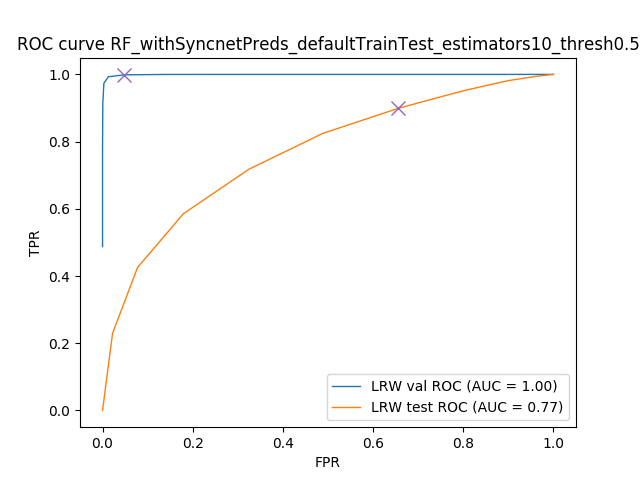 ROC curve RF_withSyncnetPreds_defaultTrainTest_estimators10_thresh0.5
1.0
0.8
0.6
0.4
0.2
0.0
TPR
LRW val ROC (AUC = 1.00)
LRW test ROC (AUC = 0.77)
0.0 0.2 0.4 0.6 0.8 1.0
FPR